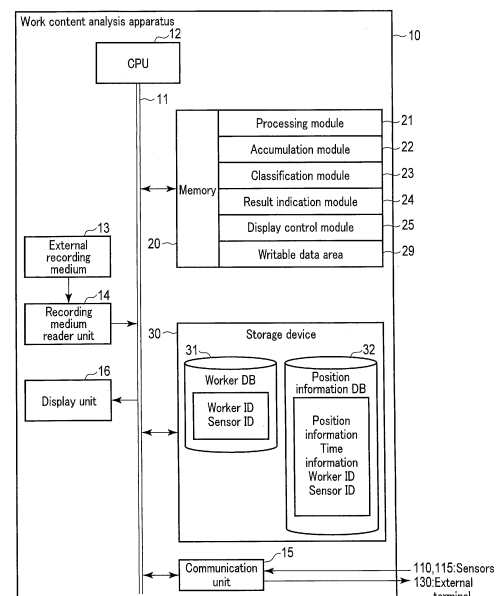 Work content analysis apparatus
12
10
CPU
11
Processing module
21
Accumulation module
22
Classification module
23
Memory
Result indication module
24
Display control module
25
20
Writable data area
29
13
External
recording
medium
14
Recording
medium
reader unit
30
Storage device
31
32
16
Display unit
Worker DB
Worker ID
Sensor ID
Position
information DB
Position
information
Time
information
Worker ID
Sensor ID
15
Communication
unit
110,115:Sensors
130:External
terminal